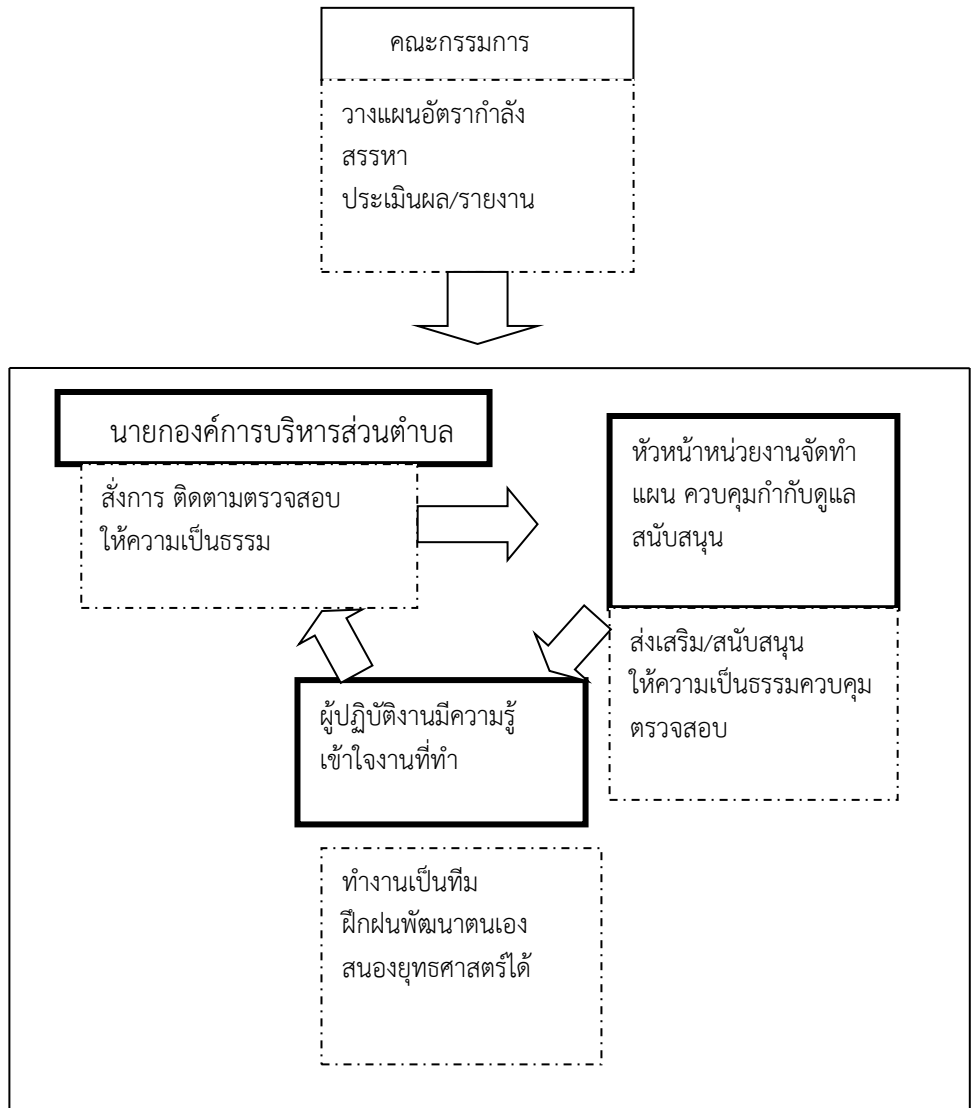 คณะกรรมการ
วางแผนอัตรากำลัง
สรรหา
ประเมินผล/รายงาน
นายกองค์การบริหารส่วนตำบล
สั่งการ ติดตามตรวจสอบ
ให้ความเป็นธรรม
หัวหน้าหน่วยงานจัดทำ
แผน ควบคุมกำกับดูแล
สนับสนุน
ส่งเสริม/สนับสนุน
ให้ความเป็นธรรมควบคุม
ตรวจสอบ
ผู้ปฏิบัติงานมีความรู้
เข้าใจงานที่ทำ
ทำงานเป็นทีม
ฝึกฝนพัฒนาตนเอง
สนองยุทธศาสตร์ได้